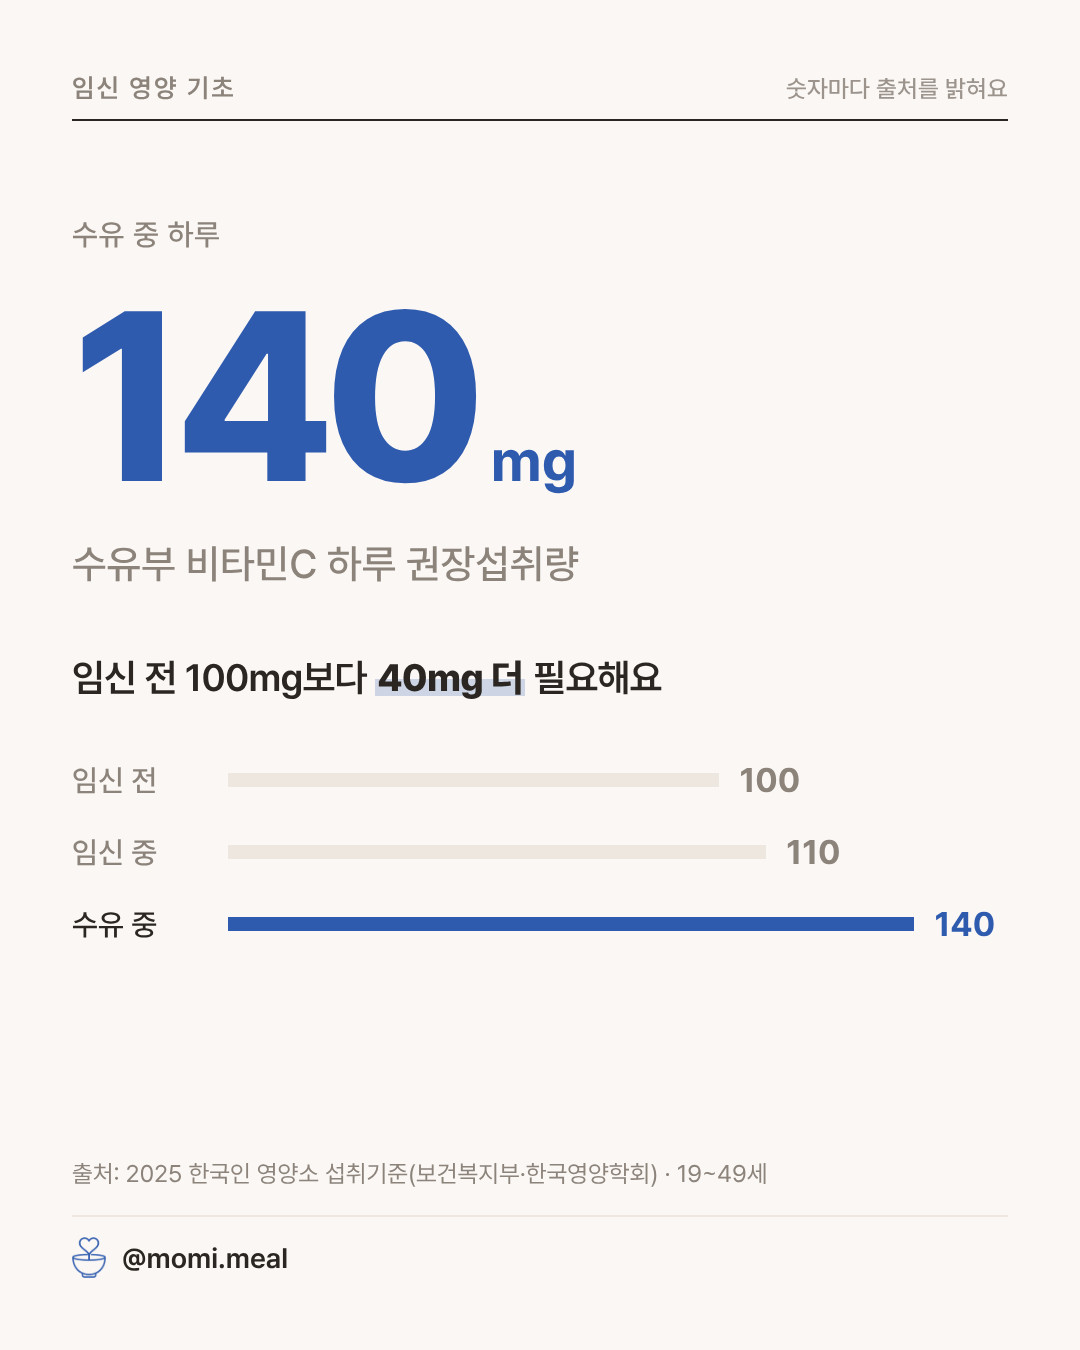 임신 영양 기초
숫자마다 출처를 밝혀요
수유 중 하루
140 mg
수유부 비타민C 하루 권장섭취량
임신 전 100mg보다 40mg 더 필요해요
임신 전 100
임신 중 110
수유 중 140
출처: 2025 한국인 영양소 섭취기준(보건복지부·한국영양학회) · 19~49세
@momi.meal